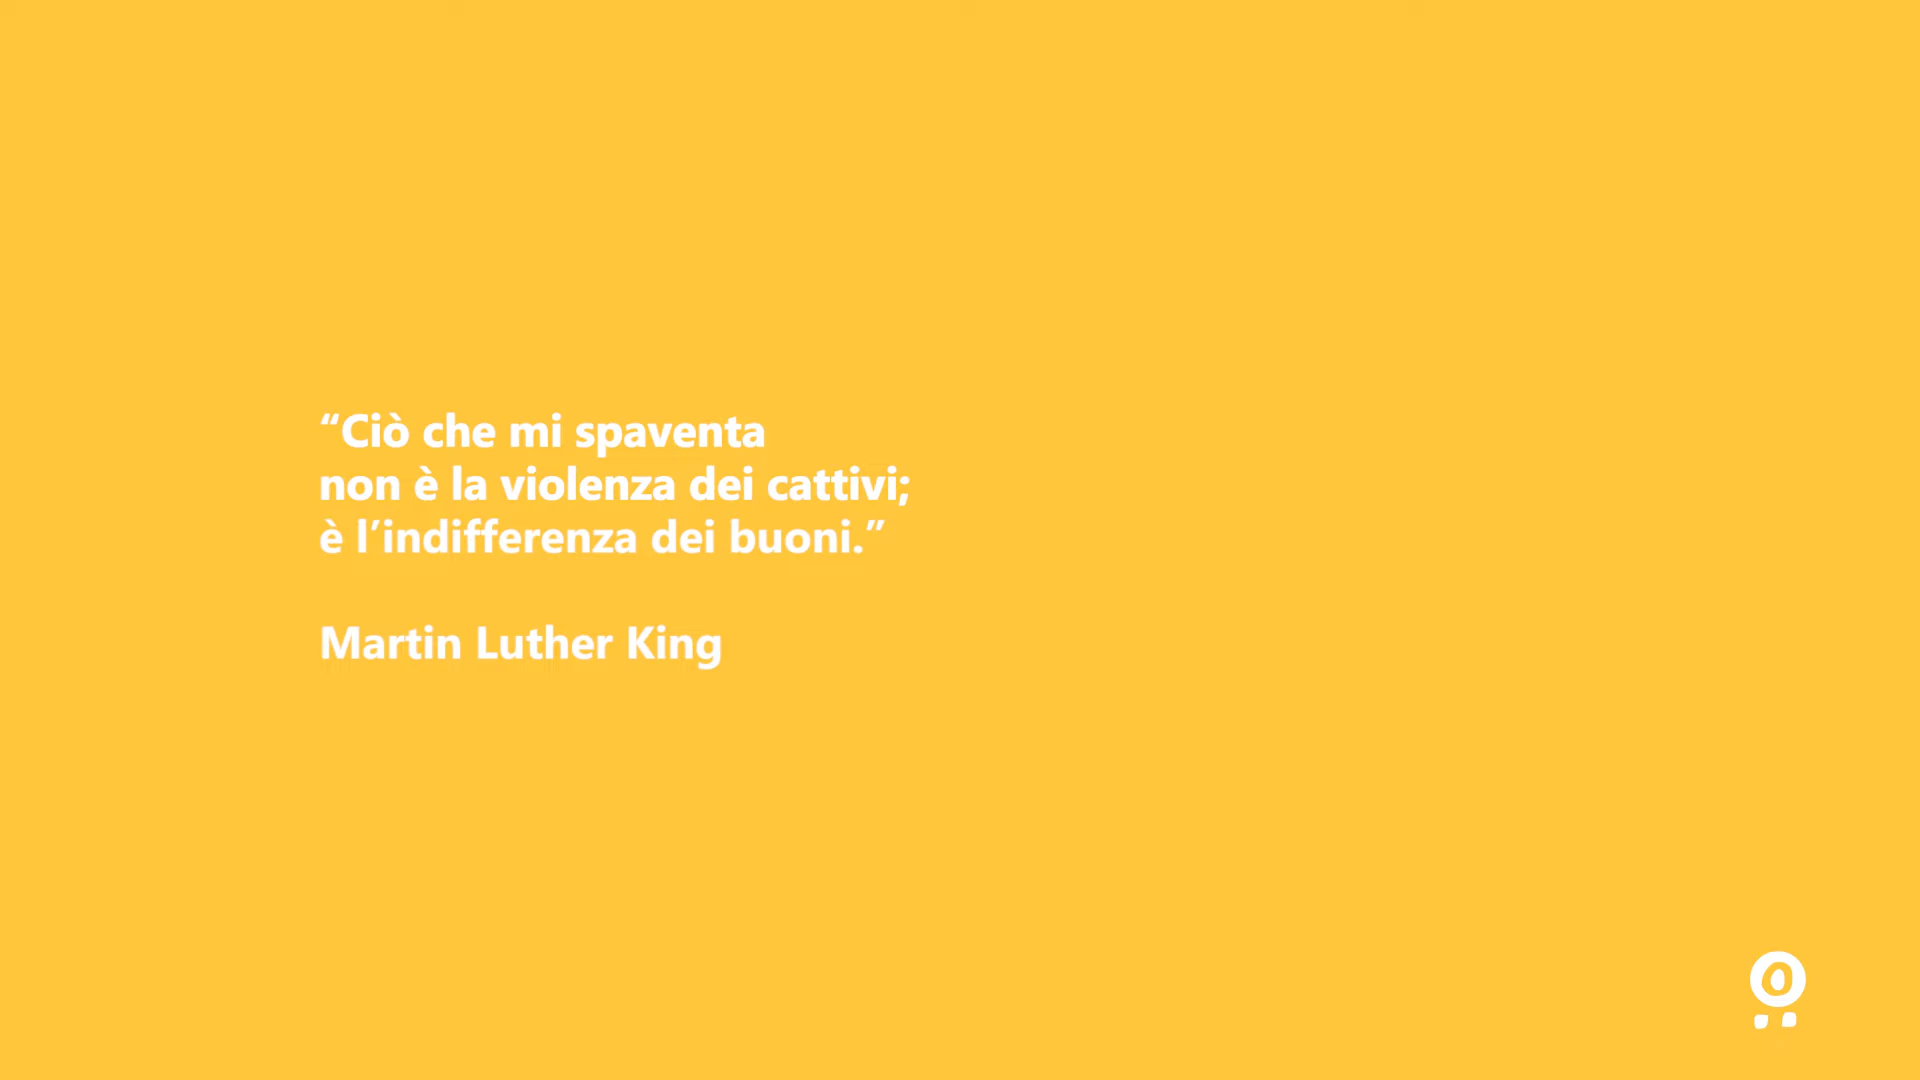 “Ciò che mi spaventa
non è la violenza dei cattivi;
è l’indifferenza dei buoni.”
Martin Luther King